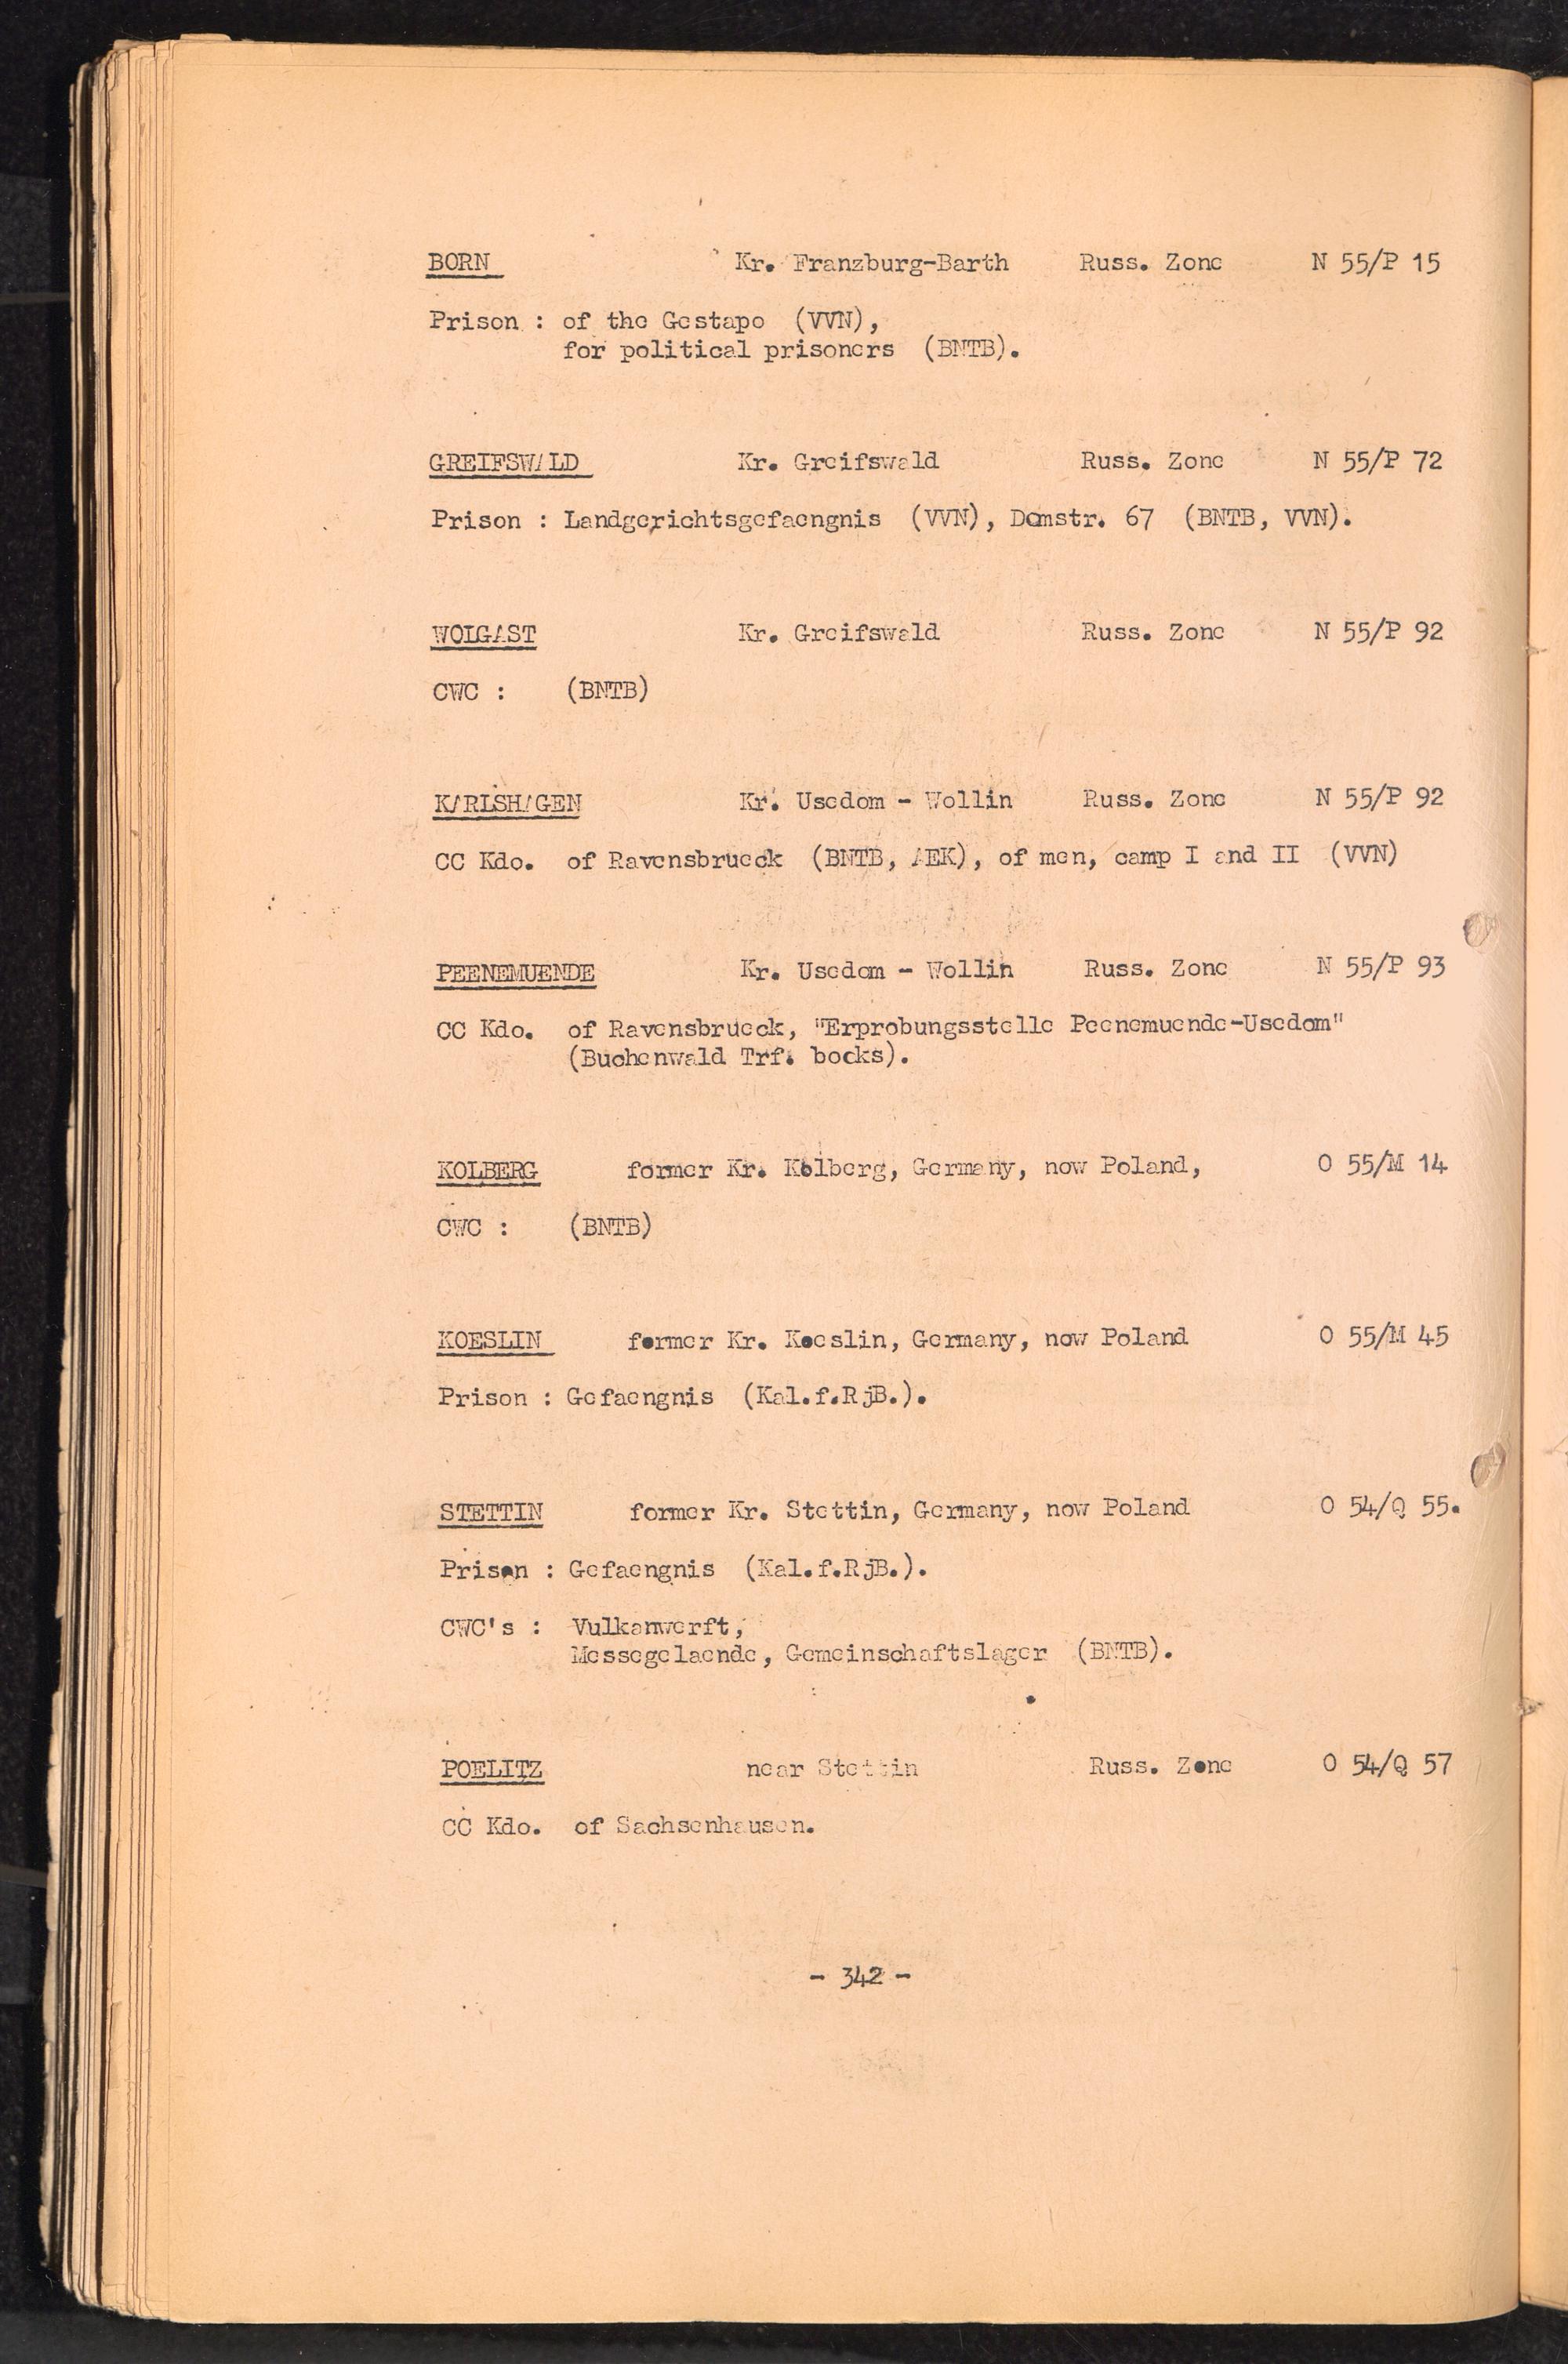 BORN Kr. Franzburg-Barth Russ. Zone N 55/P 15
Prison : of the Gestapo (VVN),
for political prisoners (BNTB).
GREIFSWALD Kr. Greifswald Russ. Zone N 55/P 72
Prison : Landgerichtsgefaengnis (VVN), Domstr. 67 (BNTB, VVN).
WOLGAST Kr. Greifswald Russ. Zone N 55/P 92
CWC : (BNTB)
KARLSHAGEN Kr. Usedom - Wollin Russ. Zone N 55/P 92
CC Kdo. of Ravensbrueck (BNTB, AEK), of men, camp I and II (VVN)
PEENEMUENDE Kr. Usedom - Wollin Russ. Zone N 55/P 93
CC Kdo. of Ravensbrueck, "Erprobungsstelle Peenemuende-Usedom"
(Buchenwald Trf. books).
KOLBERG former Kr. Kolberg, Germany, now Poland, O 55/M 14
CWC : (BNTB)
KOESLIN former Kr. Koeslin, Germany, now Poland O 55/M 45
Prison : Gefaengnis (Kal.f.RjB.).
STETTIN former Kr. Stettin, Germany, now Poland O 54/Q 55.
Prison : Gefaengnis (Kal.f.RjB.).
CWC's : Vulkanwerft,
Messegelaende, Gemeinschaftslager (BNTB).
POELITZ near Stettin Russ. Zone O 54/Q 57
CC Kdo. of Sachsenhausen.
- 342 -